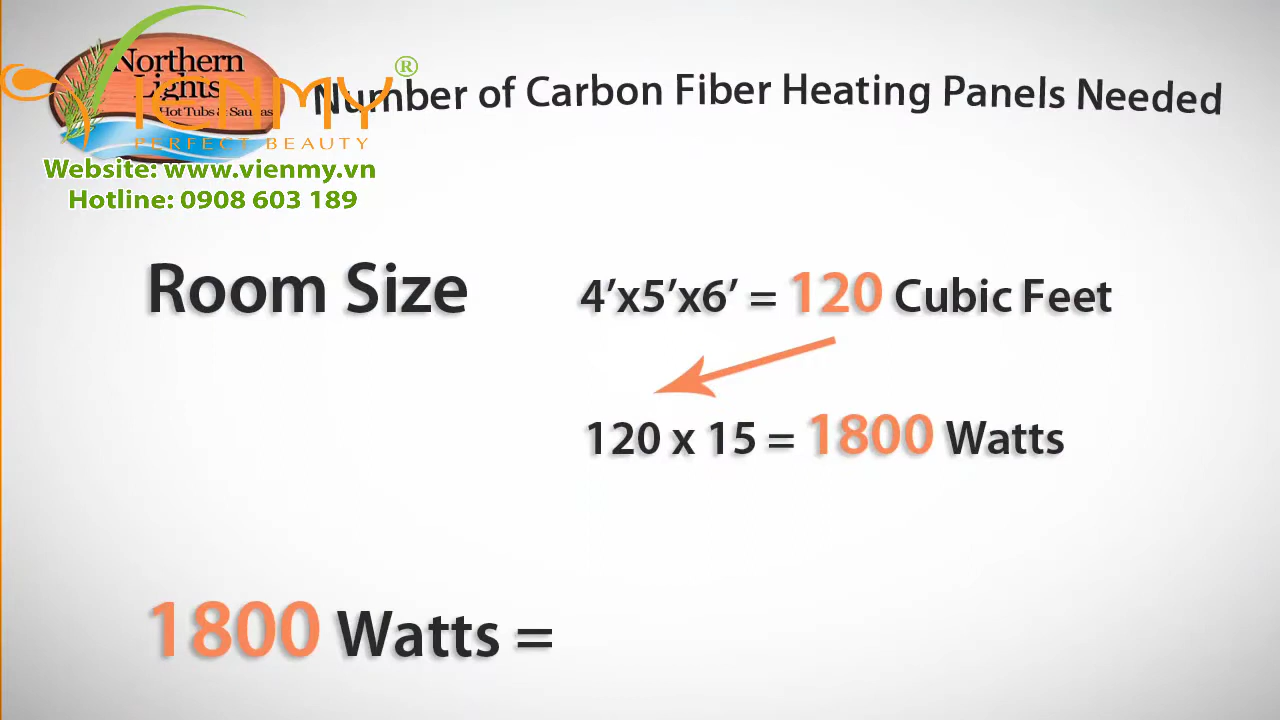 Northern
Lights
Hot Tubs & Saunas
VIENMY®
PERFECT BEAUTY
Website: www.vienmy.vn
Hotline: 0908 603 189
Number of Carbon Fiber Heating Panels Needed
Room Size
4’x5’x6’ = 120 Cubic Feet
120 x 15 = 1800 Watts
1800 Watts =